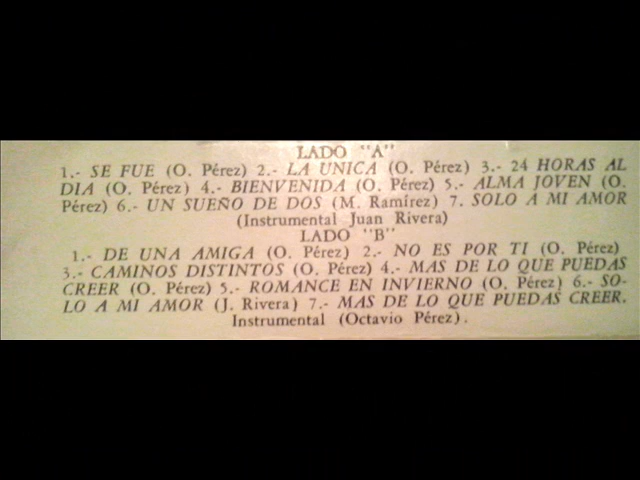 LADO "A"
1.- SE FUE (O. Pérez) 2.- LA UNICA (O. Pérez) 3.- 24 HORAS AL
DIA (O. Pérez) 4.- BIENVENIDA (O. Pérez) 5.- ALMA JOVEN (O.
Pérez) 6.- UN SUEÑO DE DOS (M. Ramírez) 7. SOLO A MI AMOR
(Instrumental Juan Rivera)
LADO "B"
1.- DE UNA AMIGA (O. Pérez) 2.- NO ES POR TI (O. Pérez)
3.- CAMINOS DISTINTOS (O. Pérez) 4.- MAS DE LO QUE PUEDAS
CREER (O. Pérez) 5.- ROMANCE EN INVIERNO (O. Pérez) 6.- SO-
LO A MI AMOR (J. Rivera) 7.- MAS DE LO QUE PUEDAS CREER.
Instrumental (Octavio Pérez).